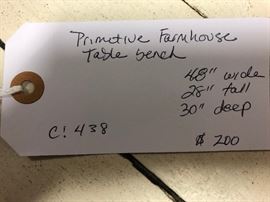 Primitive Farmhouse
Table bench
48" wide
28" tall
30" deep
C! 438
$ 200